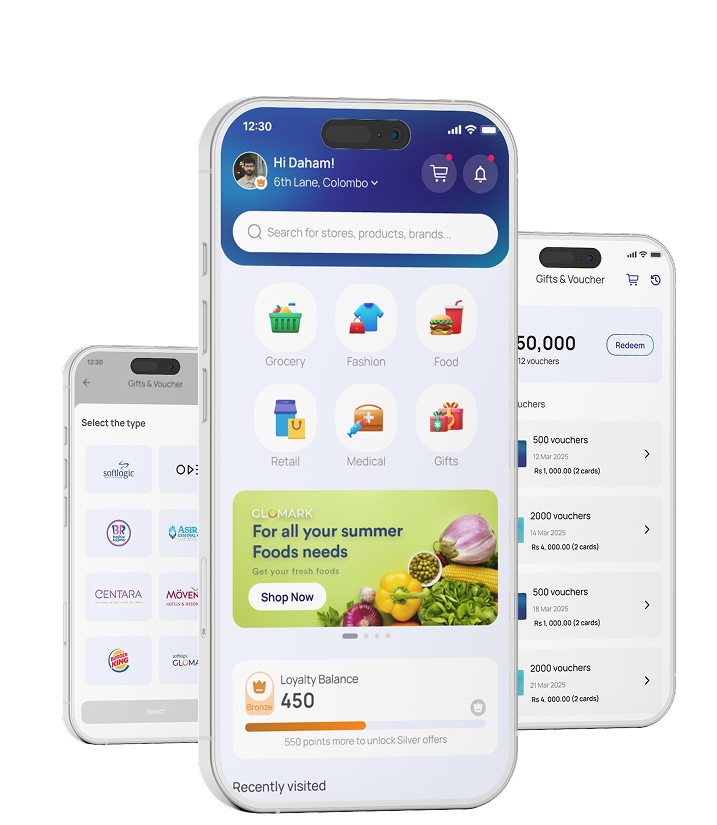 12:30
Hi Daham!
6th Lane, Colombo
Search for stores, products, brands...
Grocery
Fashion
Food
Retail
Medical
Gifts
GLOMARK
For all your summer
Foods needs
Get your fresh foods
Shop Now
Loyalty Balance
450
Bronze
550 points more to unlock Silver offers
Recently visited
12:30
Gifts & Voucher
Select the type
softlogic
BR
CENTARA
BURGER
KING
softlogic
Select
Gifts & Voucher
50,000
12 vouchers
Redeem
500 vouchers
12 Mar 2025
Rs 1, 000.00 (2 cards)
2000 vouchers
14 Mar 2025
Rs 4, 000.00 (2 cards)
500 vouchers
18 Mar 2025
Rs 1, 000.00 (2 cards)
2000 vouchers
21 Mar 2025
Rs 4, 000.00 (2 cards)